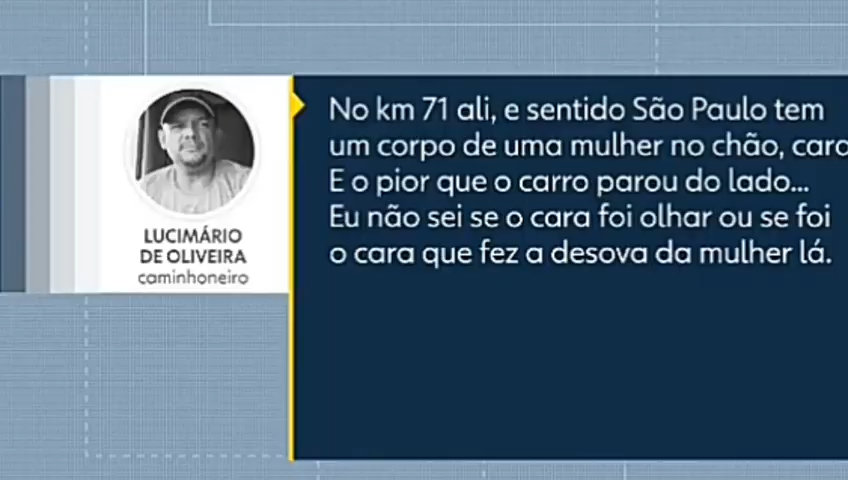 LUCIMÁRIO
DE OLIVEIRA
caminhoneiro
No km 71 ali, e sentido São Paulo tem
um corpo de uma mulher no chão, cara
E o pior que o carro parou do lado...
Eu não sei se o cara foi olhar ou se foi
o cara que fez a desova da mulher lá.